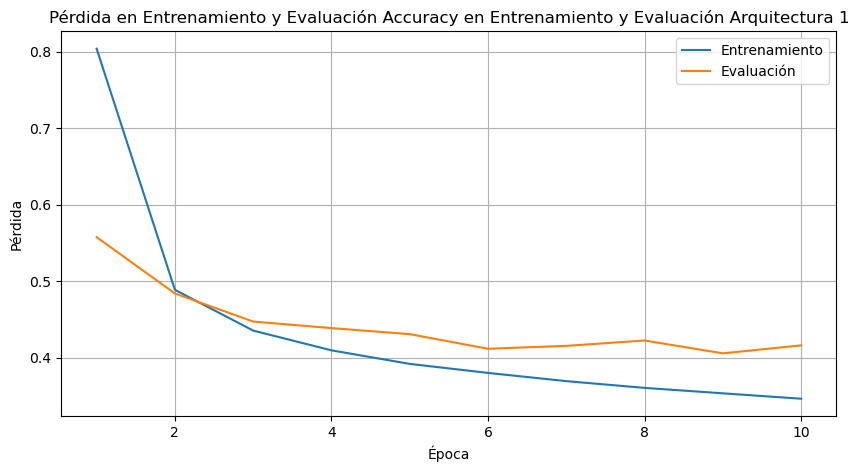 Pérdida en Entrenamiento y Evaluación Accuracy en Entrenamiento y Evaluación Arquitectura 1
Entrenamiento
Evaluación
0.8
0.7
0.6
0.5
0.4
Pérdida
2
4
6
8
10
Época